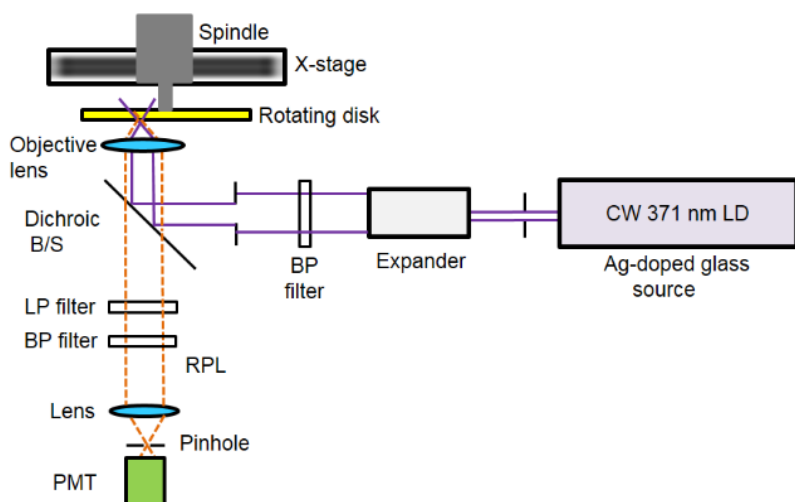 Spindle
X-stage
Rotating disk
Objective
lens
Dichroic
B/S
BP
filter
Expander
CW 371 nm LD
Ag-doped glass
source
LP filter
BP filter
RPL
Lens
Pinhole
PMT